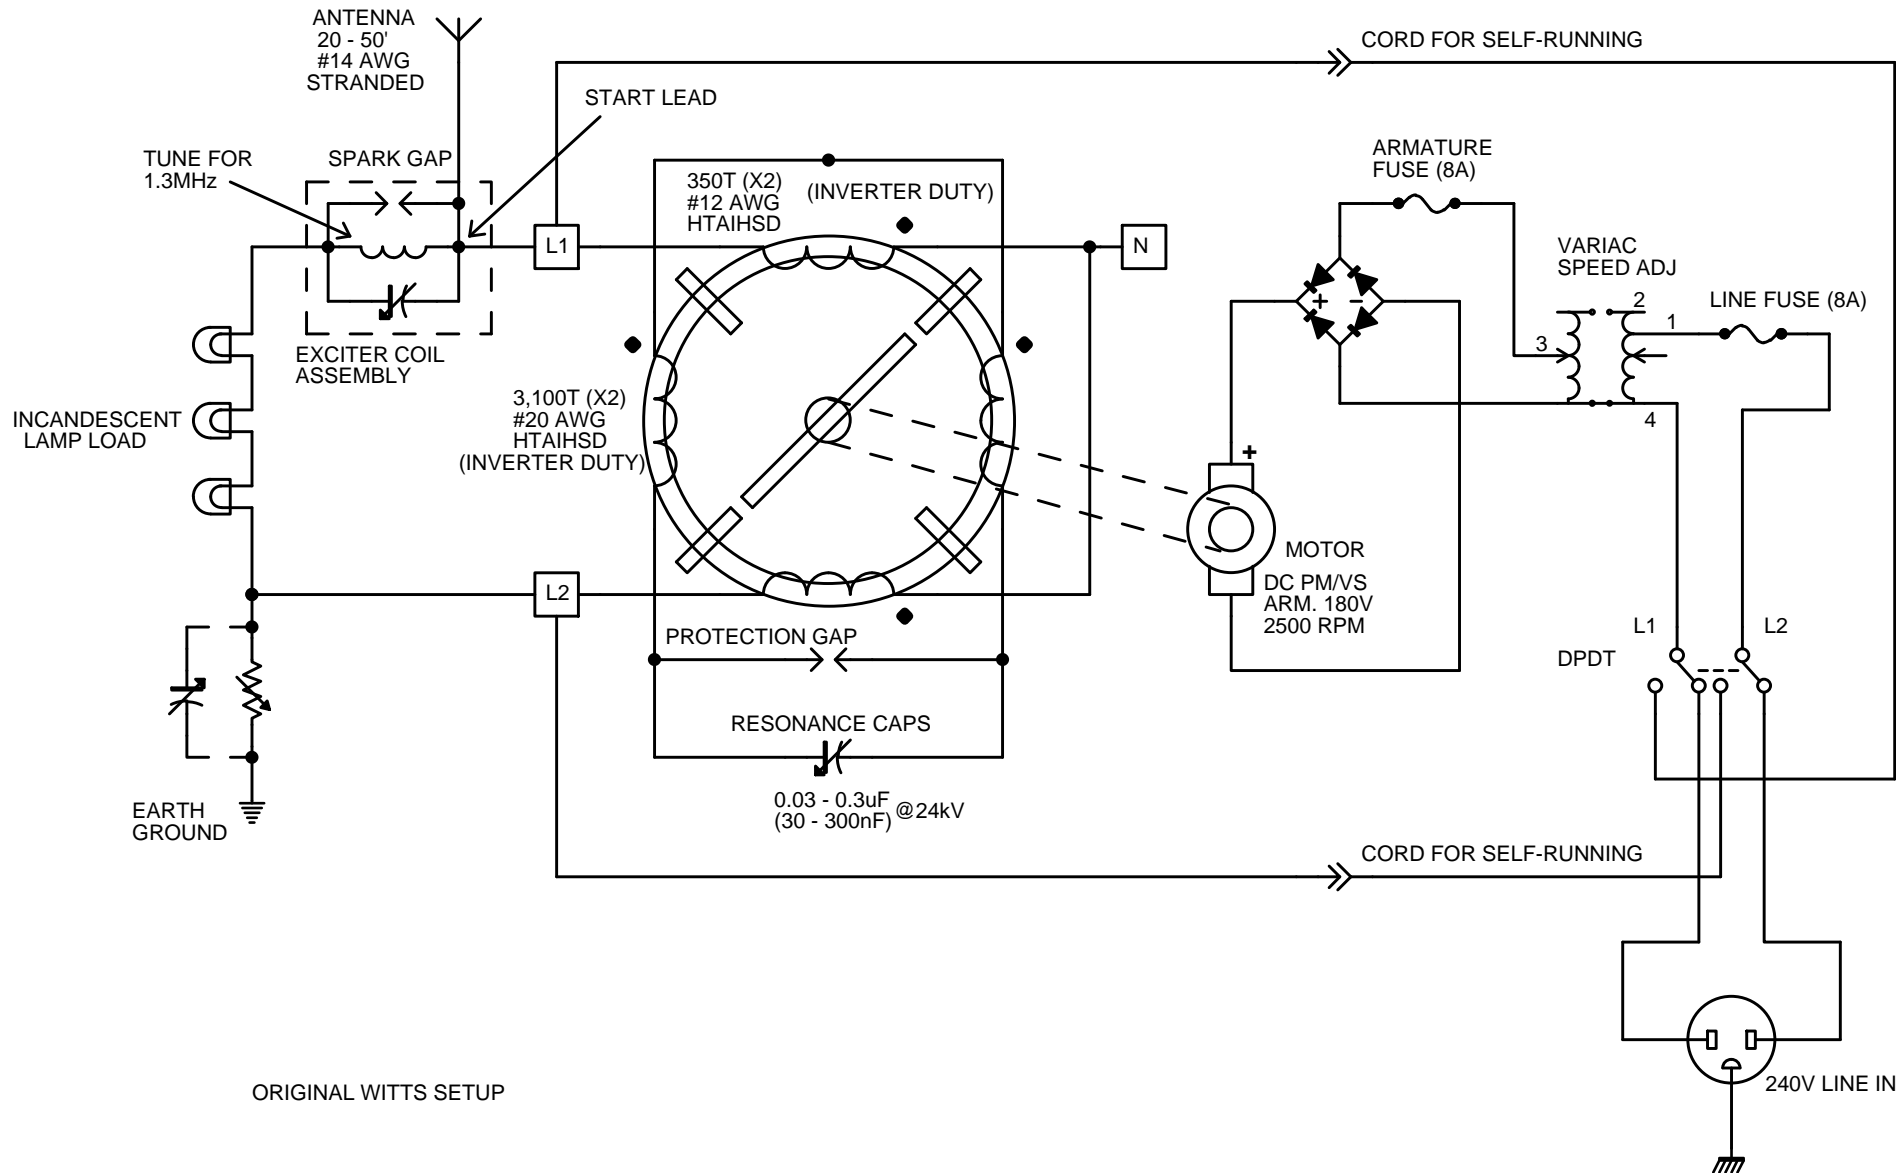 ANTENNA
20 - 50'
#14 AWG
STRANDED
CORD FOR SELF-RUNNING
START LEAD
TUNE FOR
1.3MHz
SPARK GAP
350T (X2)
#12 AWG
HTAIHSD
(INVERTER DUTY)
ARMATURE
FUSE (8A)
L1
N
VARIAC
SPEED ADJ
2
LINE FUSE (8A)
1
3
+
-
EXCITER COIL
ASSEMBLY
3,100T (X2)
#20 AWG
HTAIHSD
(INVERTER DUTY)
INCANDESCENT
LAMP LOAD
4
+
MOTOR
DC PM/VS
ARM. 180V
2500 RPM
L2
PROTECTION GAP
L1
L2
DPDT
RESONANCE CAPS
0.03 - 0.3uF
(30 - 300nF)
@24kV
EARTH
GROUND
CORD FOR SELF-RUNNING
ORIGINAL WITTS SETUP
240V LINE IN